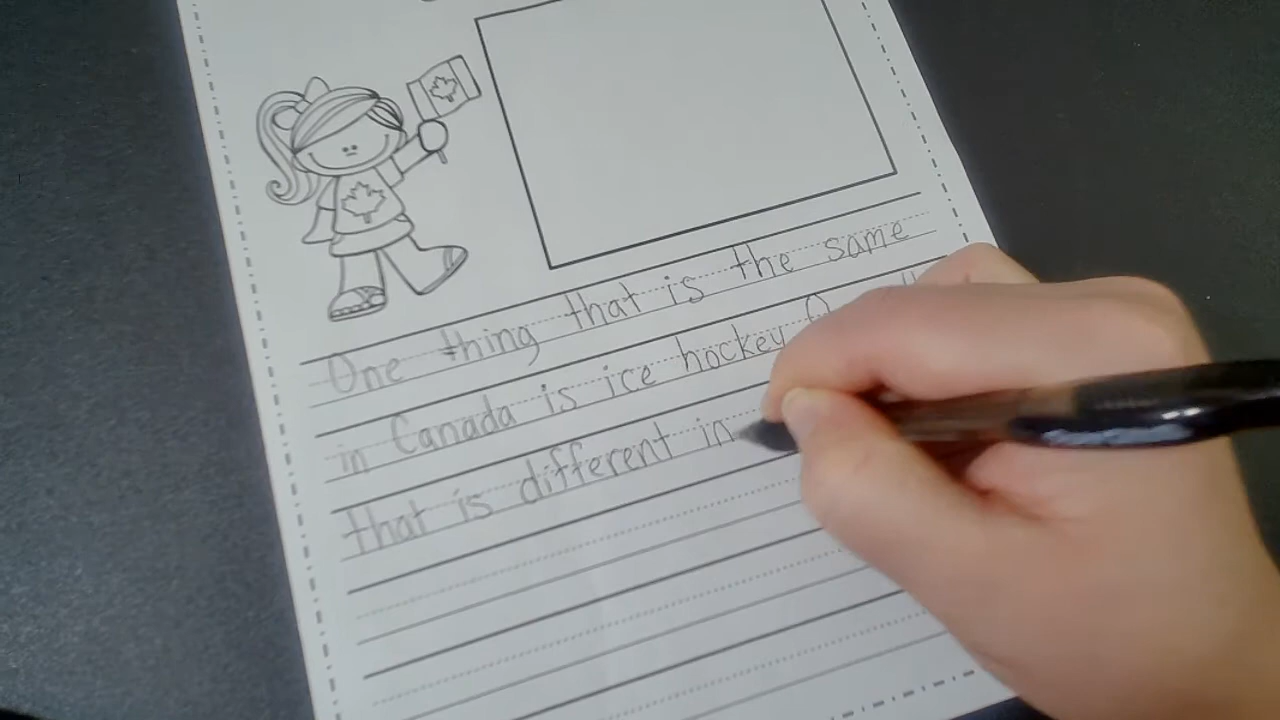 One thing that is the same
in Canada is ice hockey
that is different in